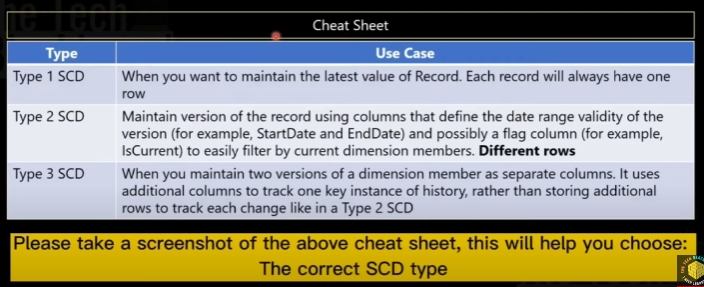 he Tech
Cheat Sheet
Type Use Case
Type 1 SCD When you want to maintain the latest value of Record. Each record will always have one
row
Type 2 SCD Maintain version of the record using columns that define the date range validity of the
version (for example, StartDate and EndDate) and possibly a flag column (for example,
IsCurrent) to easily filter by current dimension members. Different rows
Type 3 SCD When you maintain two versions of a dimension member as separate columns. It uses
additional columns to track one key instance of history, rather than storing additional
rows to track each change like in a Type 2 SCD
Please take a screenshot of the above cheat sheet, this will help you choose:
The correct SCD type